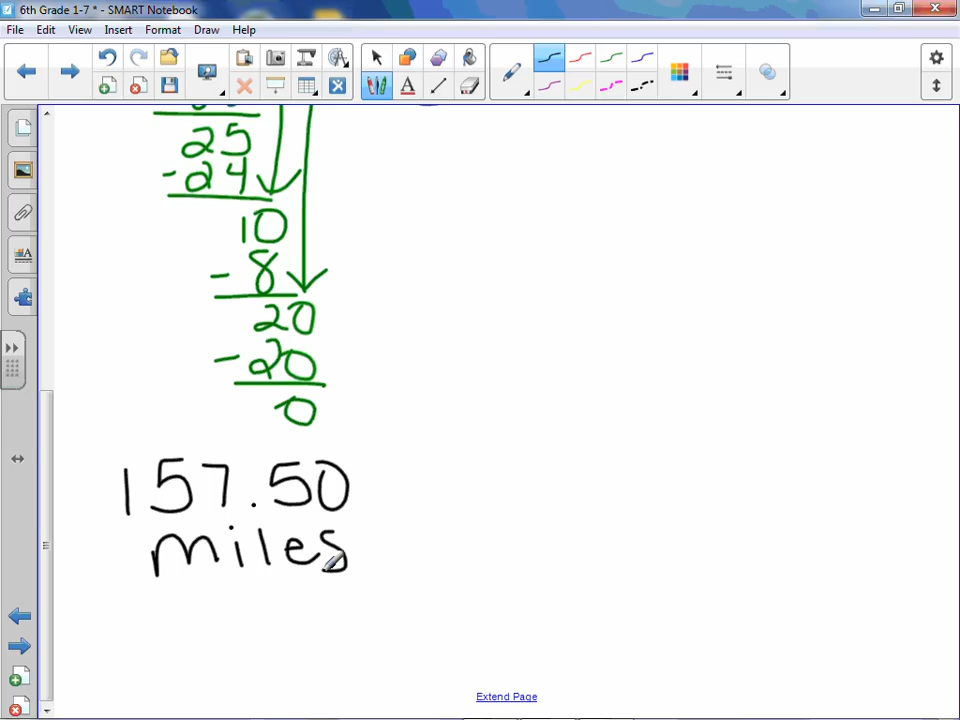 6th Grade 1-7 * - SMART Notebook
File Edit View Insert Format Draw Help
25
-24
10
- 8
20
-20
0
157.50
miles
Extend Page